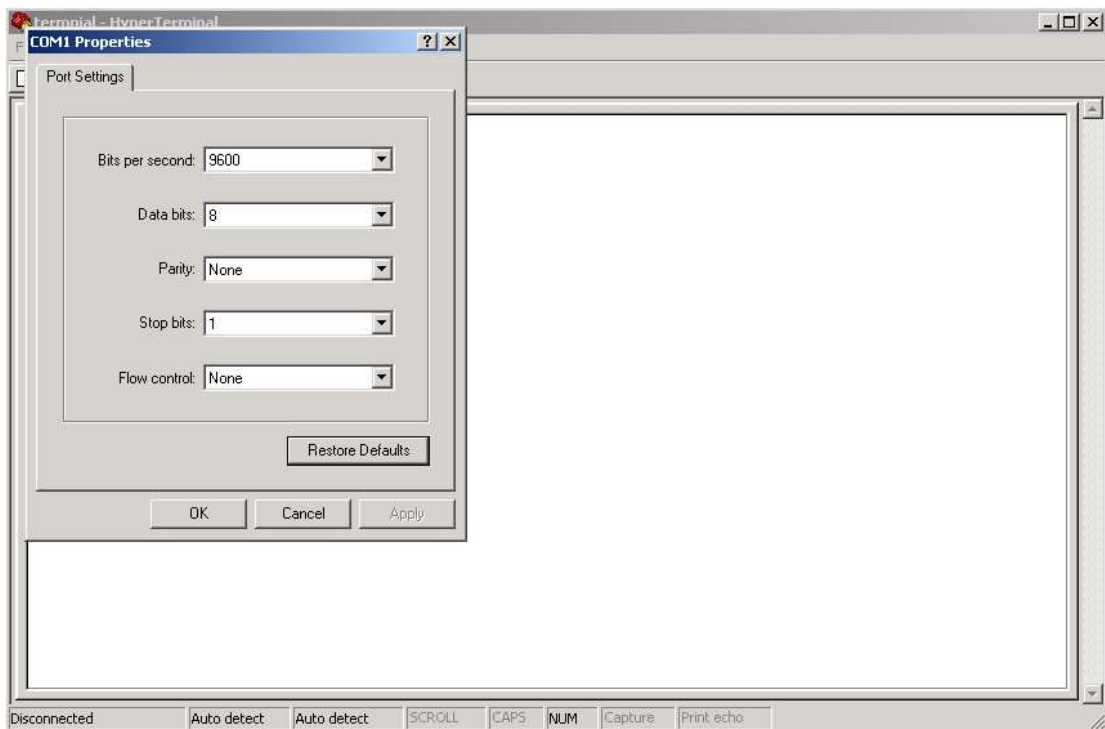 termpial - HyperTerminal
COM1 Properties
F
Port Settings
Bits per second: 9600
Data bits: 8
Parity: None
Stop bits: 1
Flow control: None
Restore Defaults
OK Cancel Apply
Disconnected Auto detect Auto detect SCROLL CAPS NUM Capture Print echo